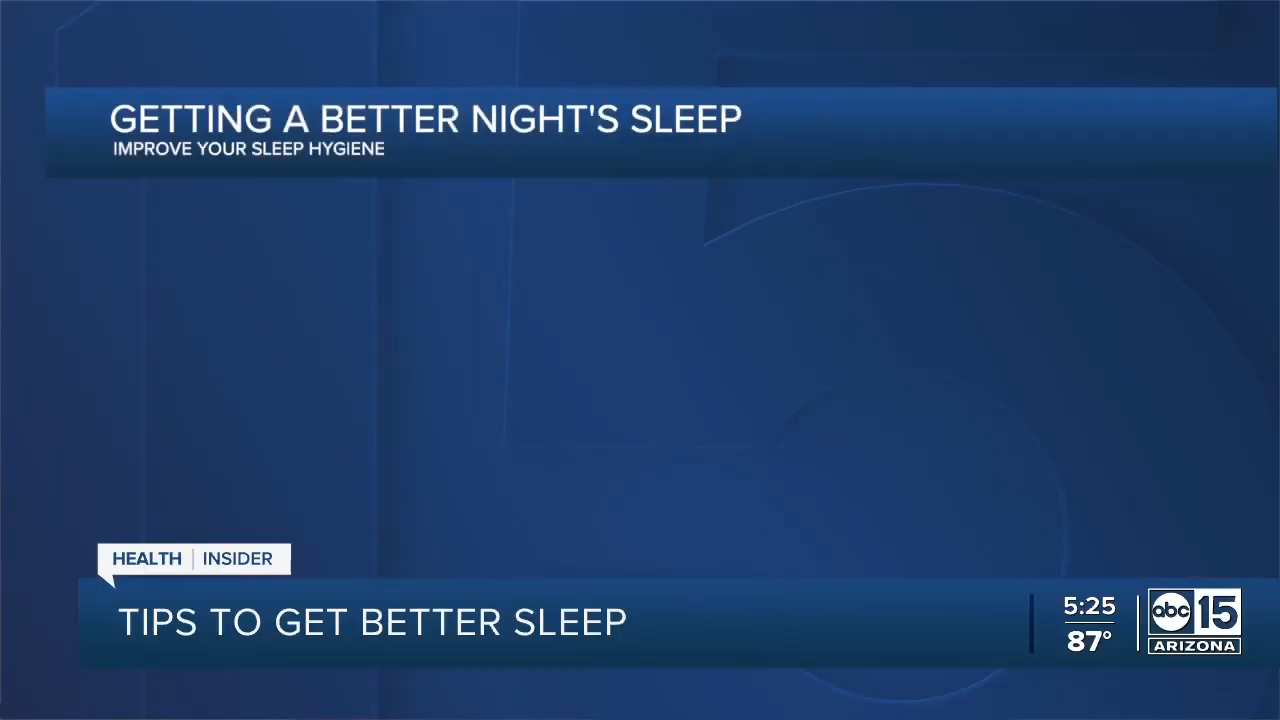 GETTING A BETTER NIGHT'S SLEEP
IMPROVE YOUR SLEEP HYGIENE
HEALTH | INSIDER
TIPS TO GET BETTER SLEEP
5:25
87°
abc 15
ARIZONA